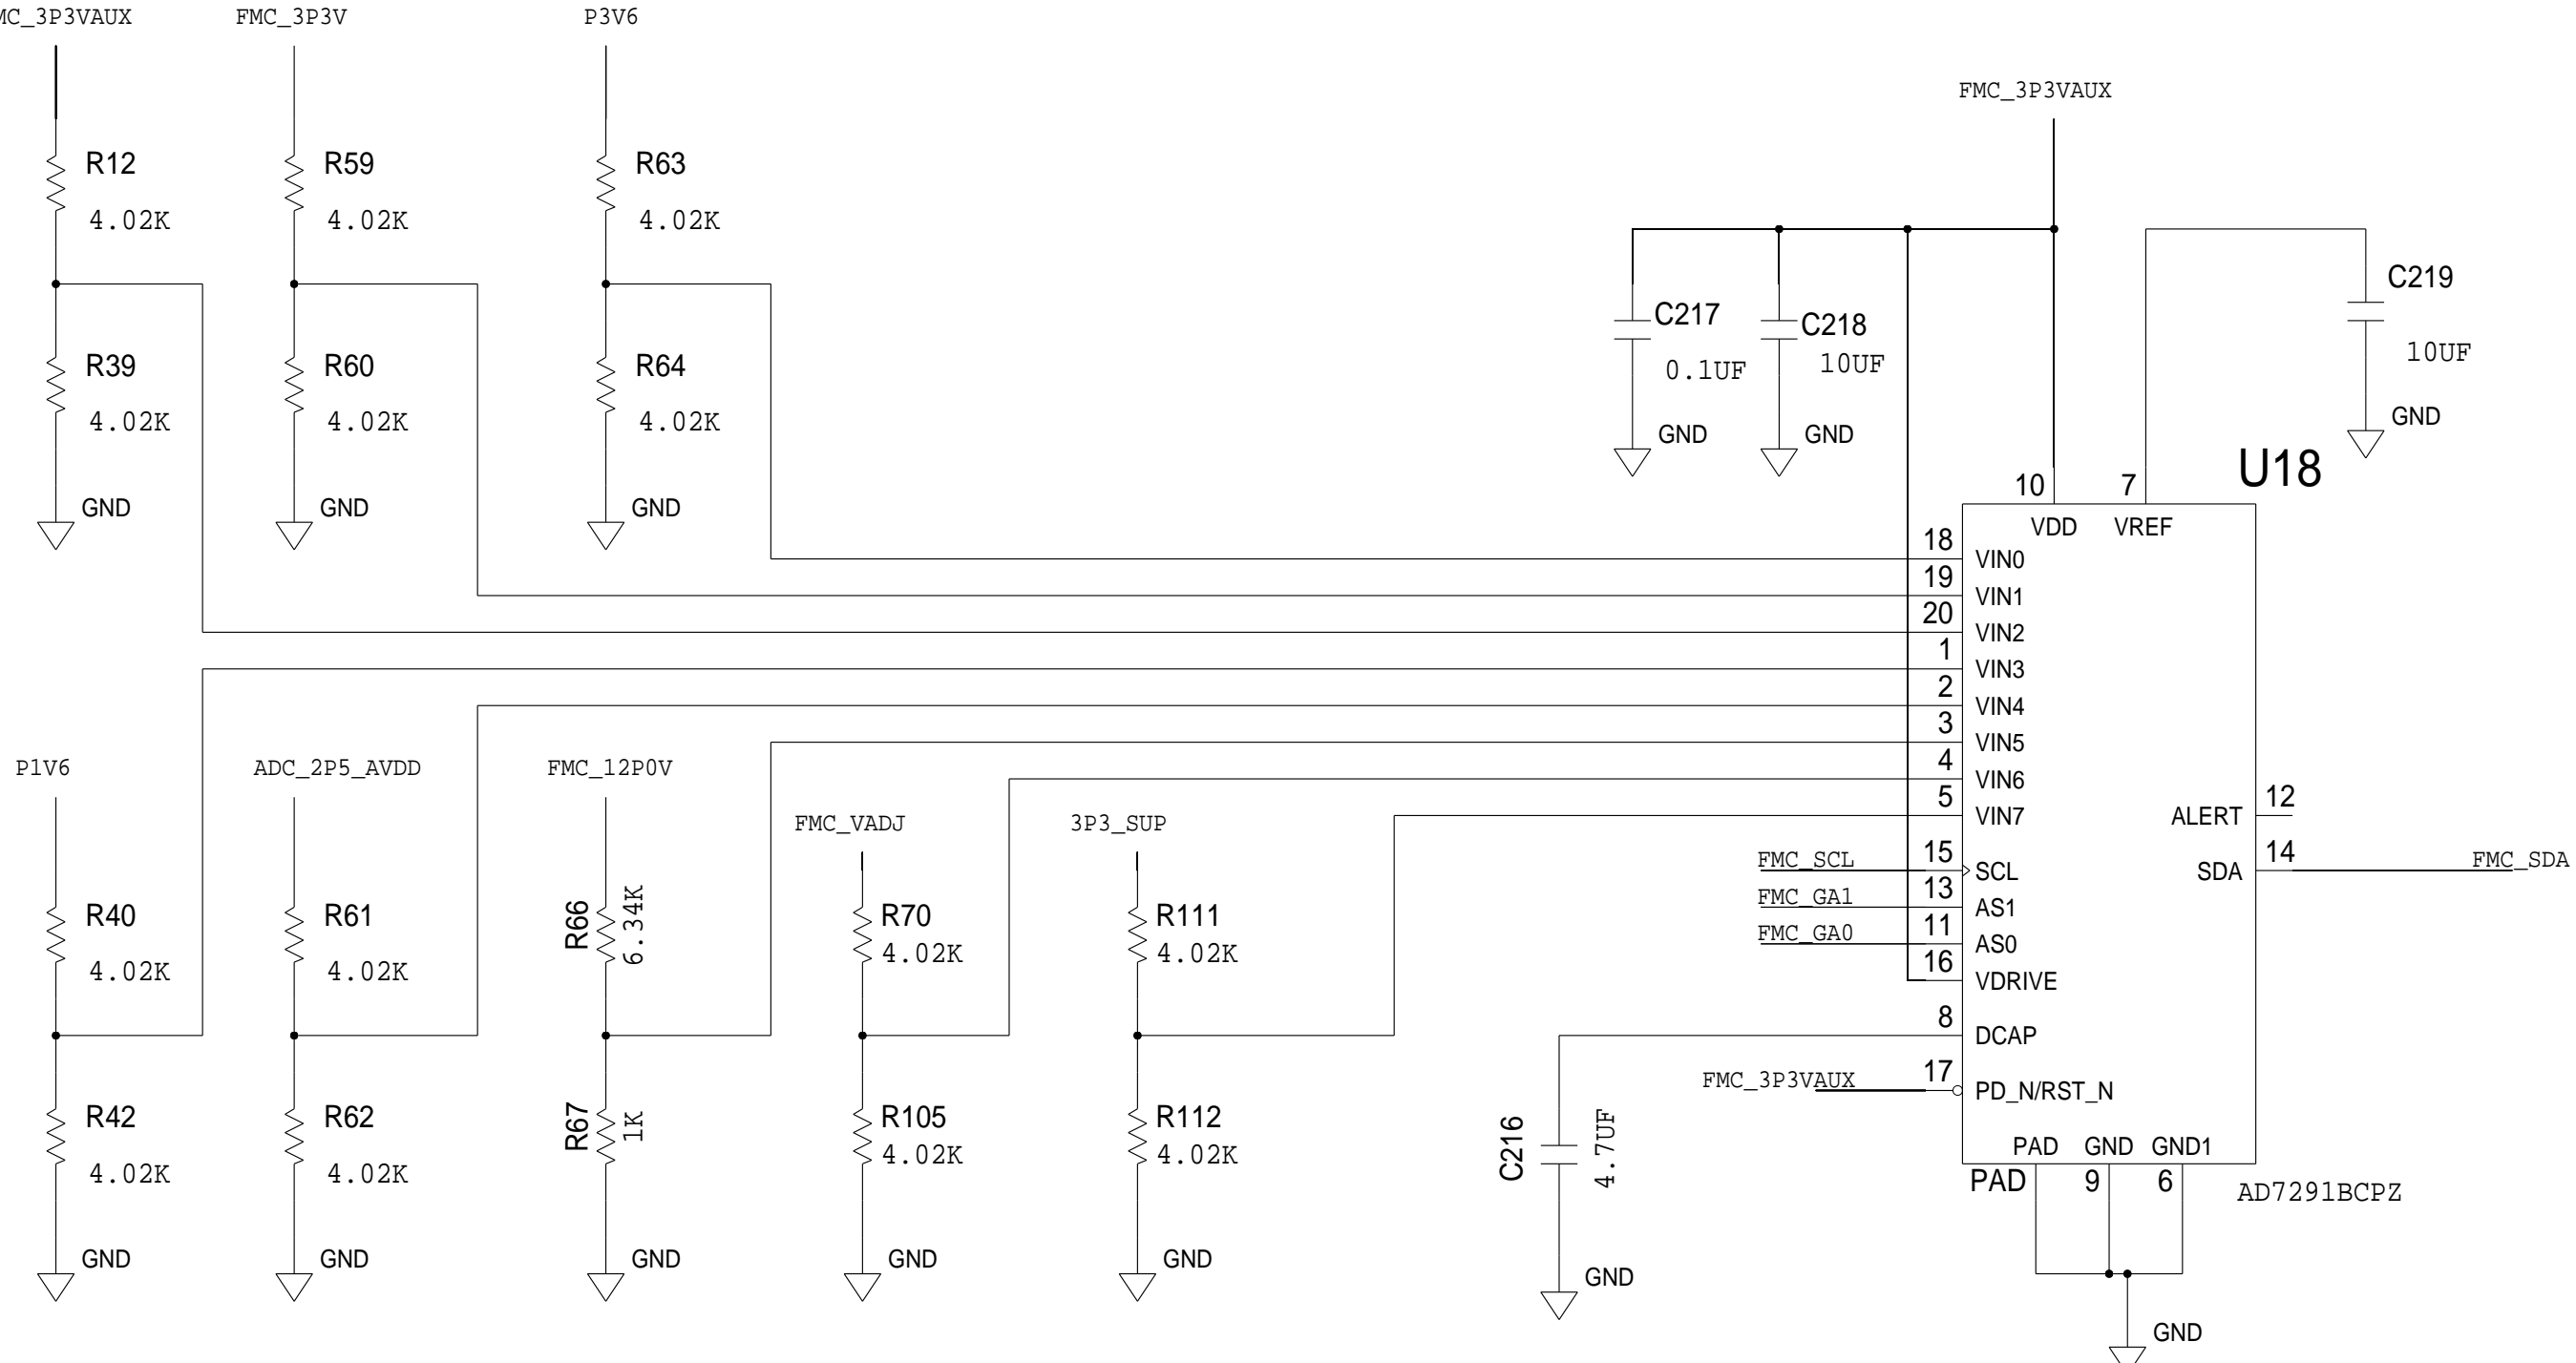 MC_3P3VAUX
FMC_3P3V
P3V6
FMC_3P3VAUX
R12
4.02K
R59
4.02K
R63
4.02K
R39
4.02K
R60
4.02K
R64
4.02K
GND
GND
GND
C217
0.1UF
C218
10UF
C219
10UF
GND
GND
GND
U18
10
7
VDD
VREF
18
VIN0
19
VIN1
20
VIN2
1
VIN3
2
VIN4
3
VIN5
4
VIN6
5
VIN7
ALERT
12
FMC_SCL
15
SCL
SDA
14
FMC_SDA
FMC_GA1
13
AS1
FMC_GA0
11
AS0
16
VDRIVE
8
DCAP
FMC_3P3VAUX
17
PD_N/RST_N
PAD
GND
GND1
PAD
9
6
AD7291BCPZ
GND
P1V6
ADC_2P5_AVDD
FMC_12P0V
FMC_VADJ
3P3_SUP
R40
4.02K
R61
4.02K
R66
6.34K
R70
4.02K
R111
4.02K
R42
4.02K
R62
4.02K
R67
1K
R105
4.02K
R112
4.02K
C216
4.7UF
GND
GND
GND
GND
GND
GND